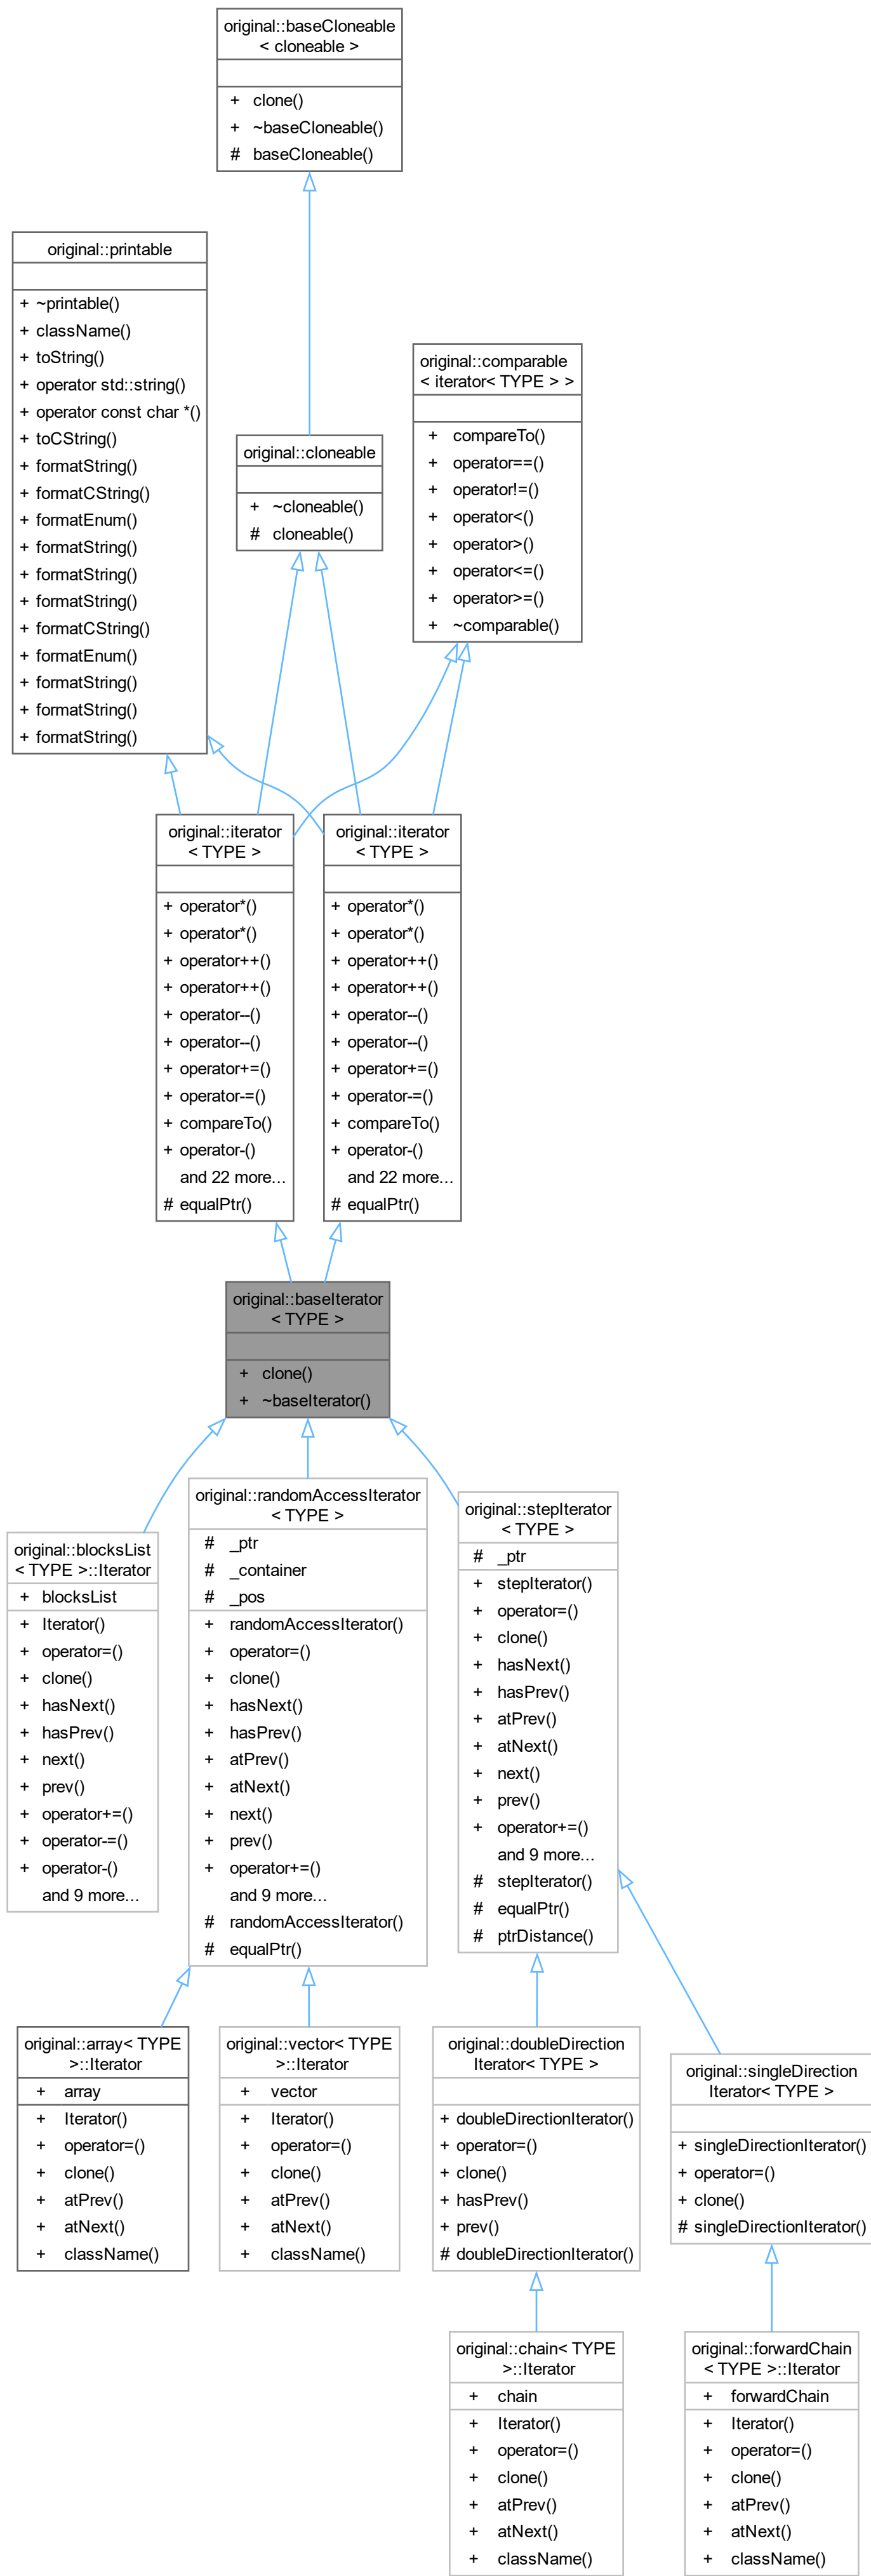 original::baseCloneable
< cloneable >
+ clone()
+ ~baseCloneable()
# baseCloneable()
original::printable
+ ~printable()
+ className()
+ toString()
+ operator std::string()
+ operator const char *()
+ toCString()
+ formatString()
+ formatCString()
+ formatEnum()
+ formatString()
+ formatString()
+ formatString()
+ formatCString()
+ formatEnum()
+ formatString()
+ formatString()
+ formatString()
original::comparable
< iterator< TYPE > >
+ compareTo()
+ operator==()
+ operator!=()
+ operator<()
+ operator>()
+ operator<=()
+ operator>=()
+ ~comparable()
original::cloneable
+ ~cloneable()
# cloneable()
original::iterator
< TYPE >
+ operator*()
+ operator*()
+ operator++()
+ operator++()
+ operator--()
+ operator--()
+ operator+=()
+ operator-=()
+ compareTo()
+ operator-()
and 22 more...
# equalPtr()
original::iterator
< TYPE >
+ operator*()
+ operator*()
+ operator++()
+ operator++()
+ operator--()
+ operator--()
+ operator+=()
+ operator-=()
+ compareTo()
+ operator-()
and 22 more...
# equalPtr()
original::baseIterator
< TYPE >
+ clone()
+ ~baseIterator()
original::blocksList
< TYPE >::Iterator
+ blocksList
+ Iterator()
+ operator=()
+ clone()
+ hasNext()
+ hasPrev()
+ next()
+ prev()
+ operator+=()
+ operator-=()
+ operator-()
and 9 more...
original::randomAccessIterator
< TYPE >
# _ptr
# _container
# _pos
+ randomAccessIterator()
+ operator=()
+ clone()
+ hasNext()
+ hasPrev()
+ atPrev()
+ atNext()
+ next()
+ prev()
+ operator+=()
and 9 more...
# randomAccessIterator()
# equalPtr()
original::stepIterator
< TYPE >
# _ptr
+ stepIterator()
+ operator=()
+ clone()
+ hasNext()
+ hasPrev()
+ atPrev()
+ atNext()
+ next()
+ prev()
+ operator+=()
and 9 more...
# stepIterator()
# equalPtr()
# ptrDistance()
original::array< TYPE
>::Iterator
+ array
+ Iterator()
+ operator=()
+ clone()
+ atPrev()
+ atNext()
+ className()
original::vector< TYPE
>::Iterator
+ vector
+ Iterator()
+ operator=()
+ clone()
+ atPrev()
+ atNext()
+ className()
original::doubleDirection
Iterator< TYPE >
+ doubleDirectionIterator()
+ operator=()
+ clone()
+ hasPrev()
+ prev()
# doubleDirectionIterator()
original::singleDirection
Iterator< TYPE >
+ singleDirectionIterator()
+ operator=()
+ clone()
# singleDirectionIterator()
original::chain< TYPE
>::Iterator
+ chain
+ Iterator()
+ operator=()
+ clone()
+ atPrev()
+ atNext()
+ className()
original::forwardChain
< TYPE >::Iterator
+ forwardChain
+ Iterator()
+ operator=()
+ clone()
+ atPrev()
+ atNext()
+ className()